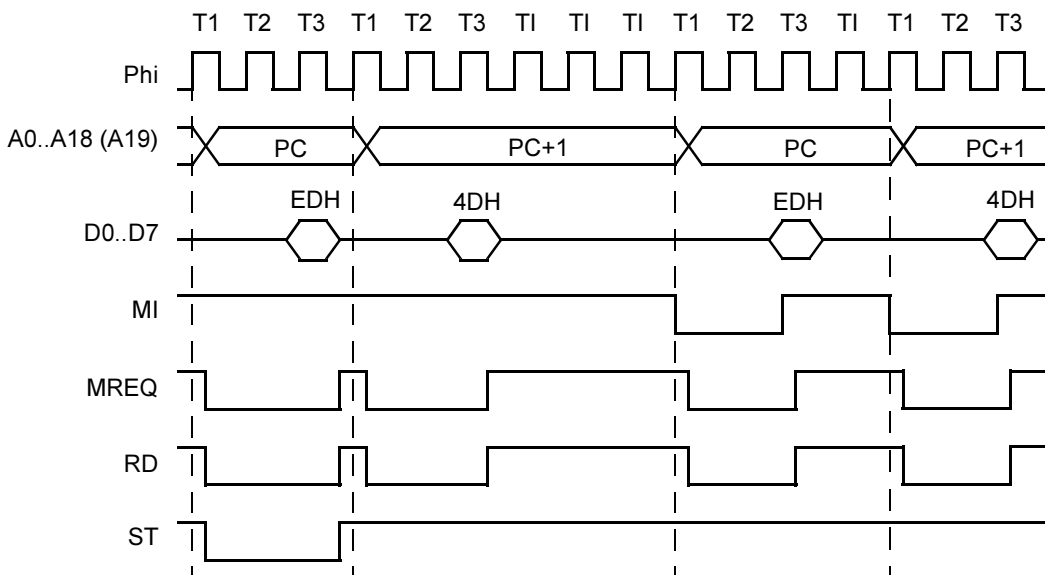 T1 T2 T3 T1 T2 T3 TI TI TI T1 T2 T3 TI T1 T2 T3
Phi
A0..A18 (A19) PC PC+1 PC PC+1
EDH 4DH EDH 4DH
D0..D7
MI
MREQ
RD
ST